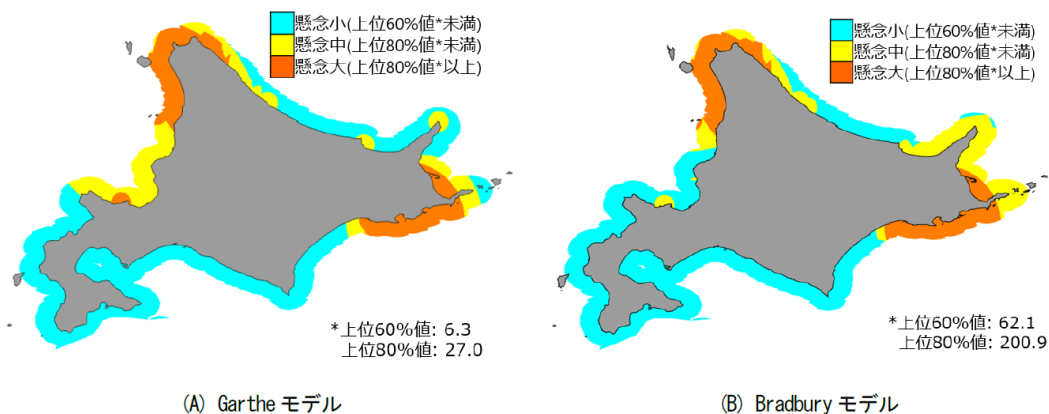 懸念小(上位60%値*未満)
懸念中(上位80%値*未満)
懸念大(上位80%値*以上)
*上位60%値: 6.3
上位80%値: 27.0
(A) Garthe モデル
懸念小(上位60%値*未満)
懸念中(上位80%値*未満)
懸念大(上位80%値*以上)
*上位60%値: 62.1
上位80%値: 200.9
(B) Bradbury モデル